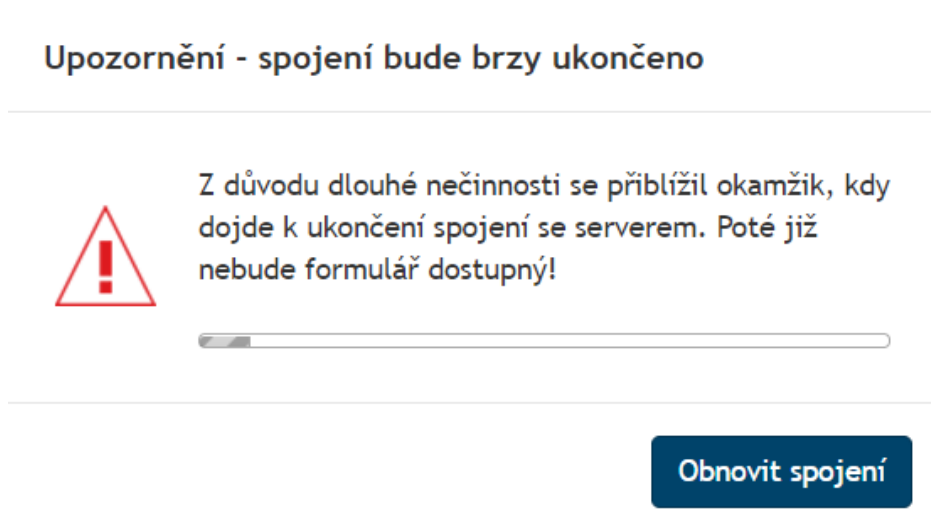 Upozornění - spojení bude brzy ukončeno
Z důvodu dlouhé nečinnosti se přiblížil okamžik, kdy
dojde k ukončení spojení se serverem. Poté již
nebude formulář dostupný!
Obnovit spojení